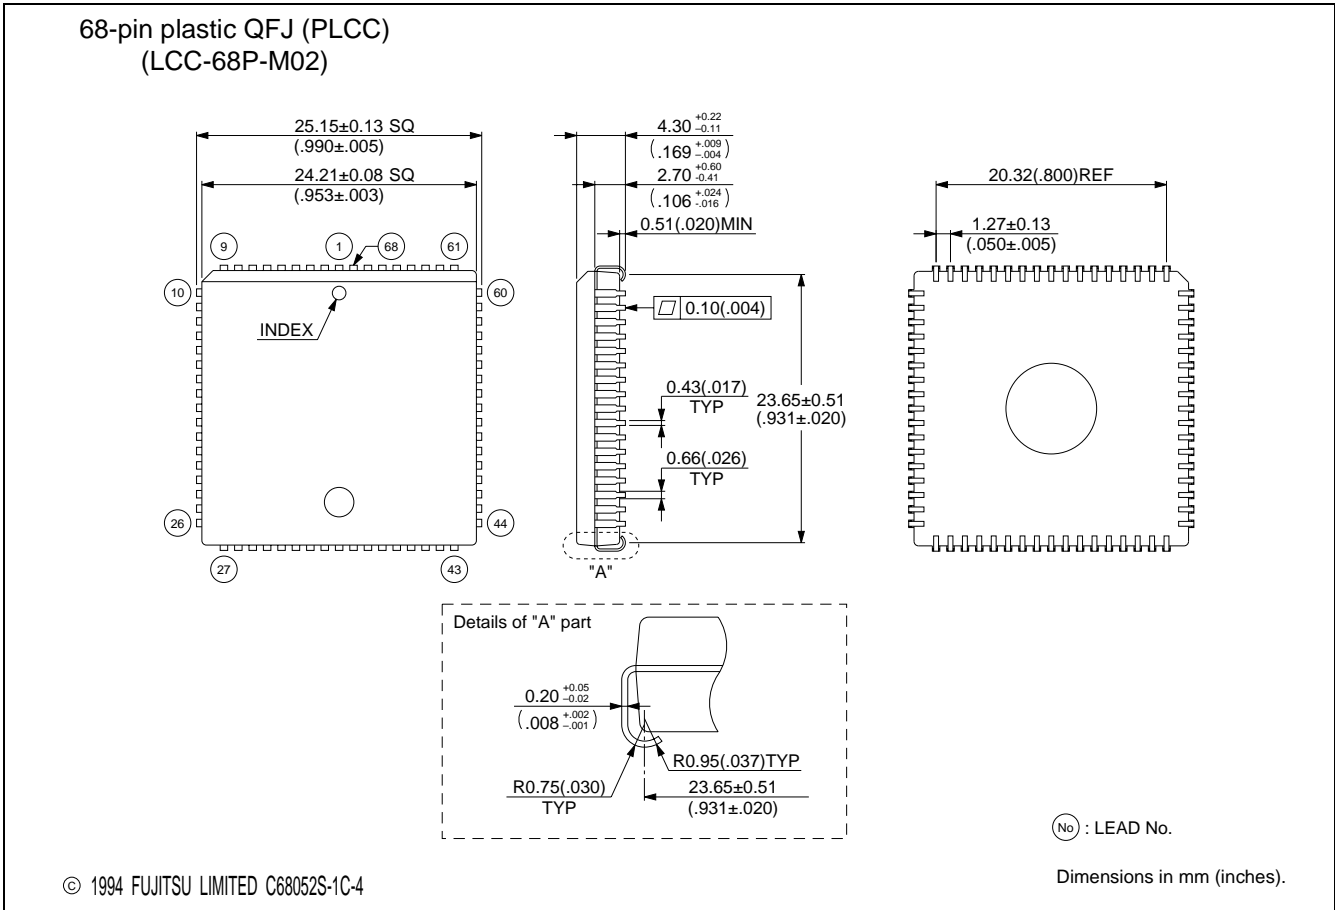 68-pin plastic QFJ (PLCC)
(LCC-68P-M02)
25.15±0.13 SQ
(.990±.005)
24.21±0.08 SQ
(.953±.003)
4.30 +0.22 –0.11
(.169 +.009 –.004)
2.70 +0.60 -0.41
(.106 +.024 -.016)
0.51(.020)MIN
20.32(.800)REF
1.27±0.13
(.050±.005)
9
1
68
61
10
60
INDEX
0.10(.004)
0.43(.017)
TYP
23.65±0.51
(.931±.020)
0.66(.026)
TYP
26
44
27
43
"A"
Details of "A" part
0.20 +0.05 –0.02
(.008 +.002 –.001)
R0.95(.037)TYP
R0.75(.030)
TYP
23.65±0.51
(.931±.020)
No : LEAD No.
Dimensions in mm (inches).
© 1994 FUJITSU LIMITED C68052S-1C-4